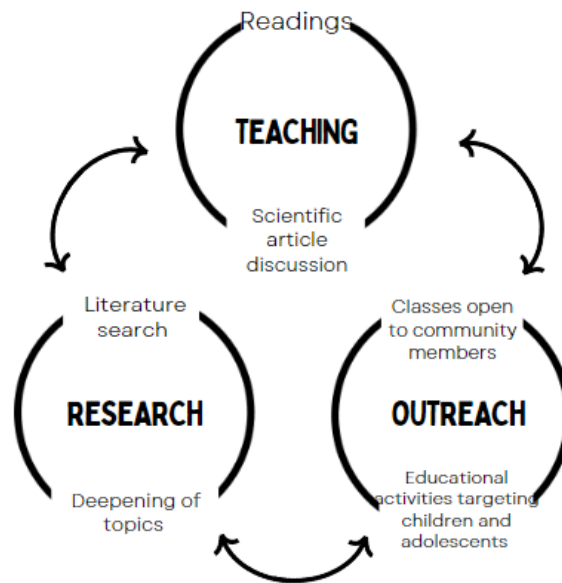 Readings
TEACHING
Scientific
article
discussion
Literature
search
RESEARCH
Deepening of
topics
Classes open
to community
members
OUTREACH
Educational
activities targeting
children and
adolescents